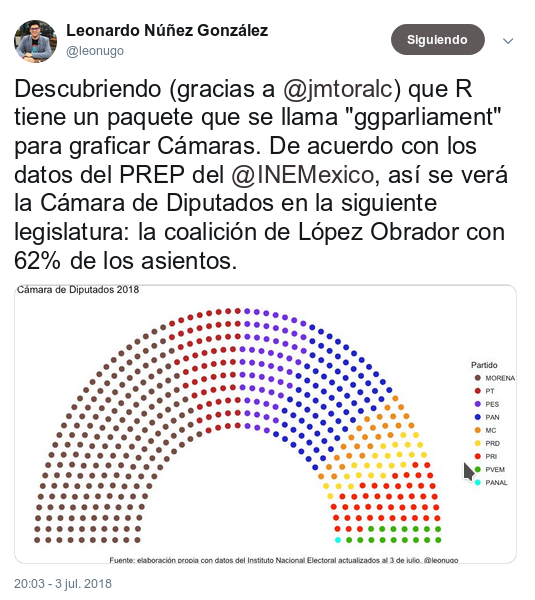 Leonardo Núñez González
@leonugo
Siguiendo
Descubriendo (gracias a @jmtoralc) que R
tiene un paquete que se llama "ggparliament"
para graficar Cámaras. De acuerdo con los
datos del PREP del @INEMexico, así se verá
la Cámara de Diputados en la siguiente
legislatura: la coalición de López Obrador con
62% de los asientos.
Cámara de Diputados 2018
Partido
MORENA
PT
PES
PAN
MC
PRD
PRI
PVEM
PANAL
Fuente: elaboración propia con datos del Instituto Nacional Electoral actualizados al 3 de julio. @leonugo
20:03 - 3 jul. 2018